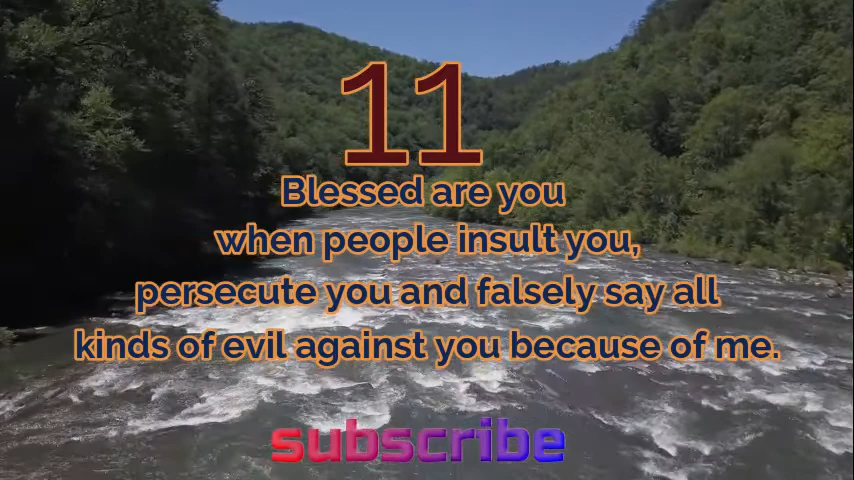 11
Blessed are you
when people insult you,
persecute you and falsely say all
kinds of evil against you because of me.
subscribe